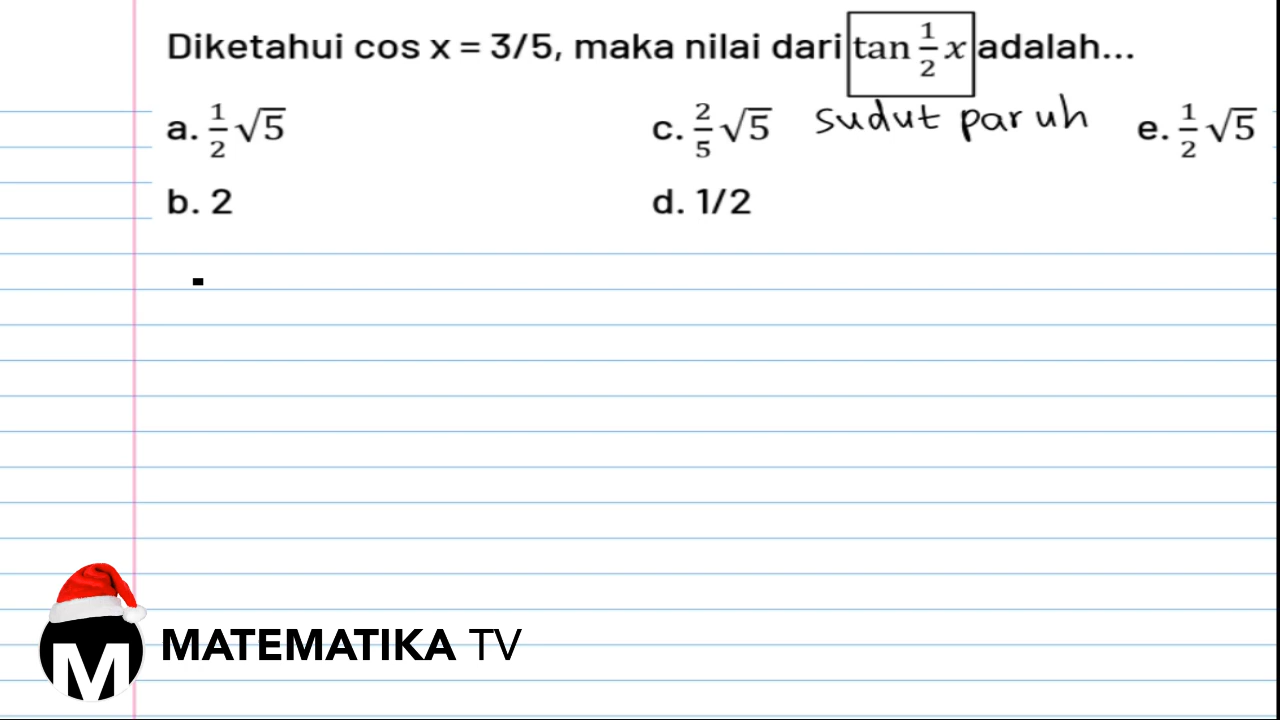 Diketahui cos x = 3/5, maka nilai dari tan 1/2 x adalah...
a. 1/2 √5 c. 2/5 √5 sudut paruh e. 1/2 √5
b. 2 d. 1/2
MATEMATIKA TV